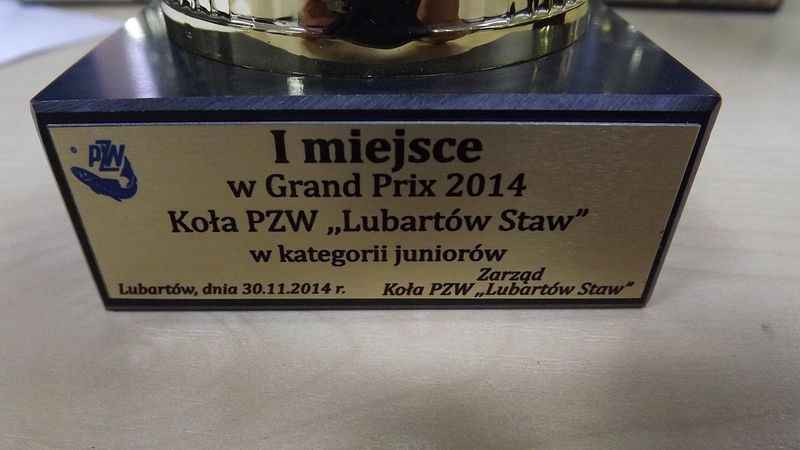 PZW
I miejsce
w Grand Prix 2014
Koła PZW „Lubartów Staw”
w kategorii juniorów
Zarząd
Lubartów, dnia 30.11.2014 r. Koła PZW „Lubartów Staw”